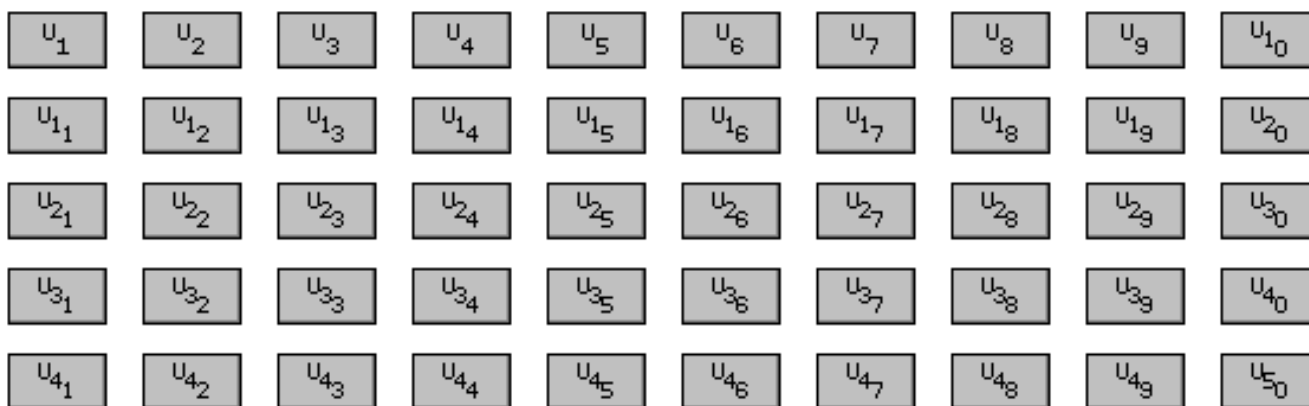 U₁ U₂ U₃ U₄ U₅ U₆ U₇ U₈ U₉ U₁₀
U₁₁ U₁₂ U₁₃ U₁₄ U₁₅ U₁₆ U₁₇ U₁₈ U₁₉ U₂₀
U₂₁ U₂₂ U₂₃ U₂₄ U₂₅ U₂₆ U₂₇ U₂₈ U₂₉ U₃₀
U₃₁ U₃₂ U₃₃ U₃₄ U₃₅ U₃₆ U₃₇ U₃₈ U₃₉ U₄₀
U₄₁ U₄₂ U₄₃ U₄₄ U₄₅ U₄₆ U₄₇ U₄₈ U₄₉ U₅₀